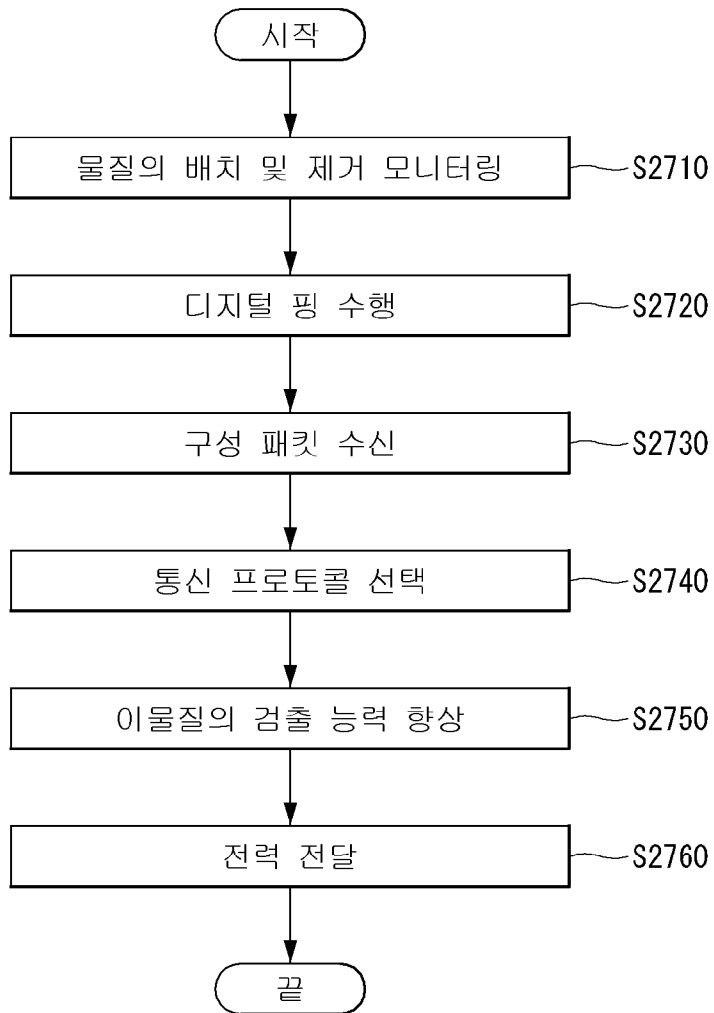 시작
물질의 배치 및 제거 모니터링 S2710
디지털 핑 수행 S2720
구성 패킷 수신 S2730
통신 프로토콜 선택 S2740
이물질의 검출 능력 향상 S2750
전력 전달 S2760
끝